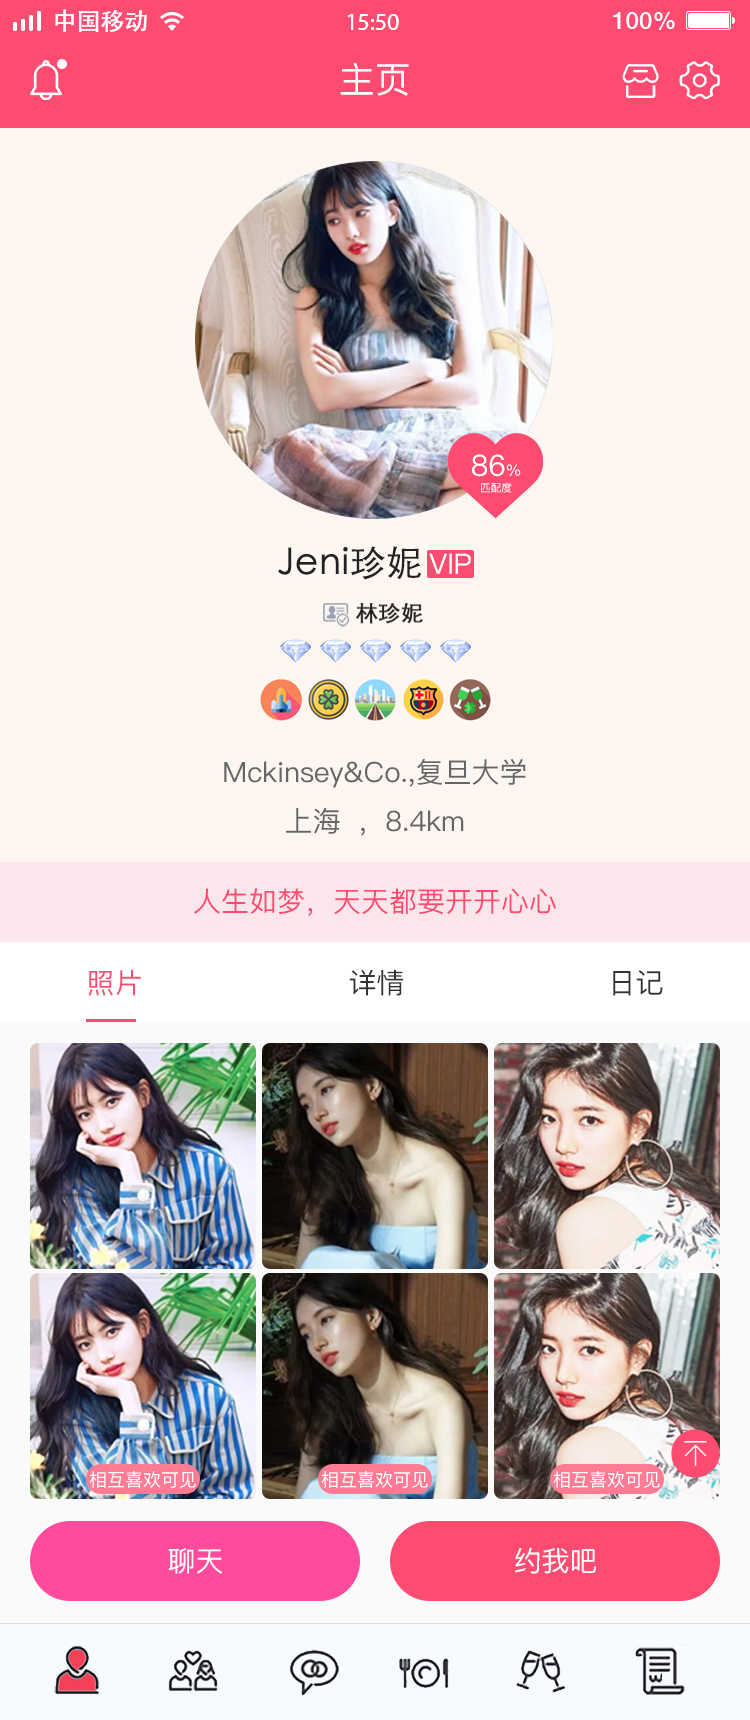 中国移动 15:50 100%
主页
86%
匹配度
Jeni珍妮 VIP
林珍妮
Mckinsey&Co.,复旦大学
上海 ，8.4km
人生如梦，天天都要开开心心
照片 详情 日记
相互喜欢可见 相互喜欢可见 相互喜欢可见
聊天 约我吧